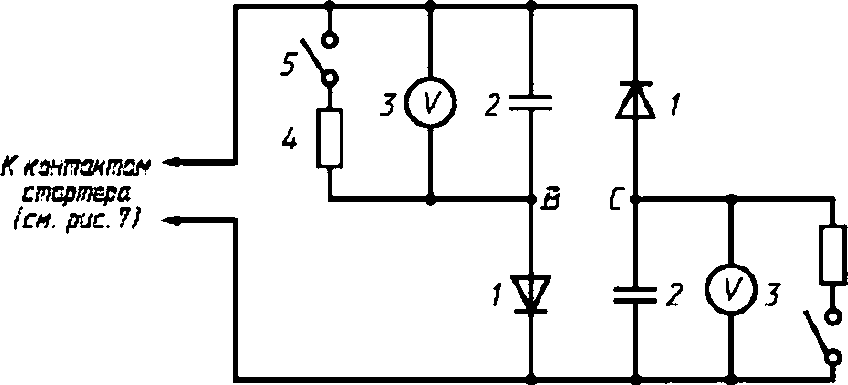 5
3 V 2
1
4
К контактам
стартера
(см. рис. 7)
B C
1
2 V 3